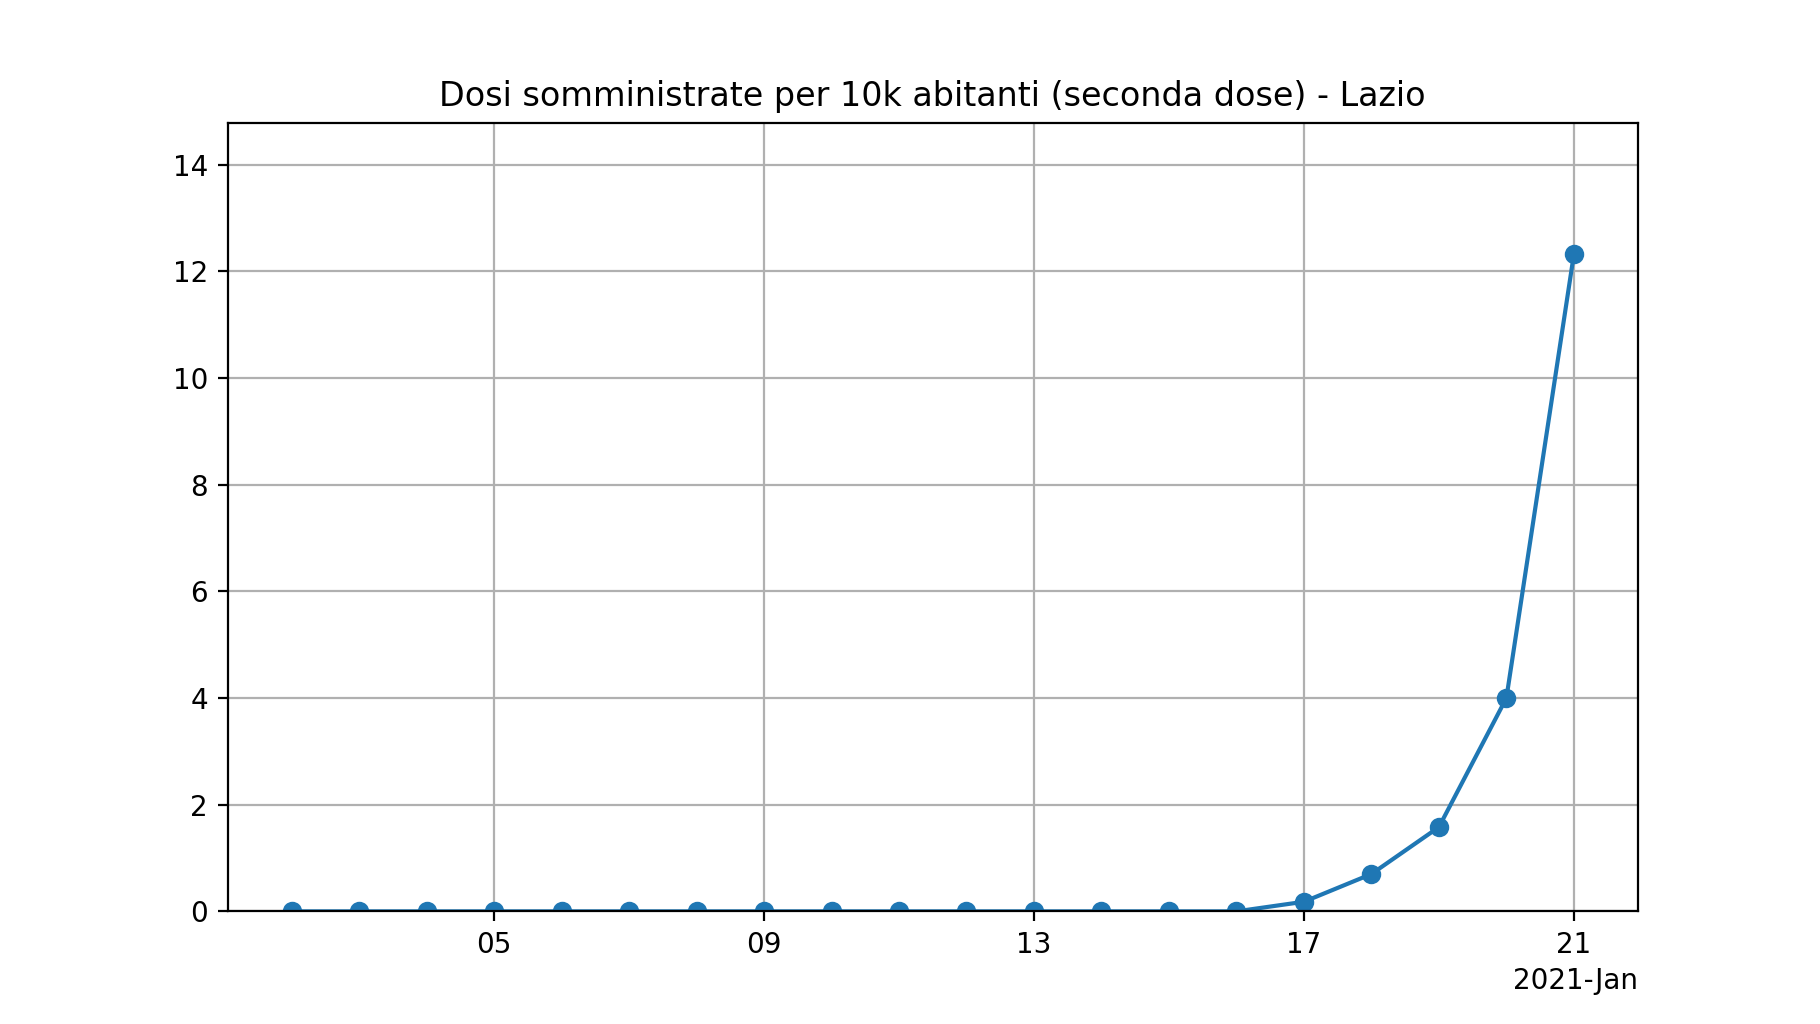 Dosi somministrate per 10k abitanti (seconda dose) - Lazio
14
12
10
8
6
4
2
0
05 09 13 17 21
2021-Jan